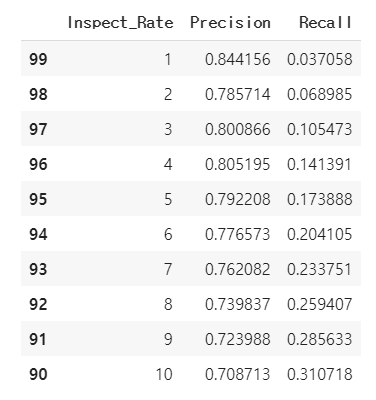 Inspect_Rate Precision Recall
99 1 0.844156 0.037058
98 2 0.785714 0.068985
97 3 0.800866 0.105473
96 4 0.805195 0.141391
95 5 0.792208 0.173888
94 6 0.776573 0.204105
93 7 0.762082 0.233751
92 8 0.739837 0.259407
91 9 0.723988 0.285633
90 10 0.708713 0.310718